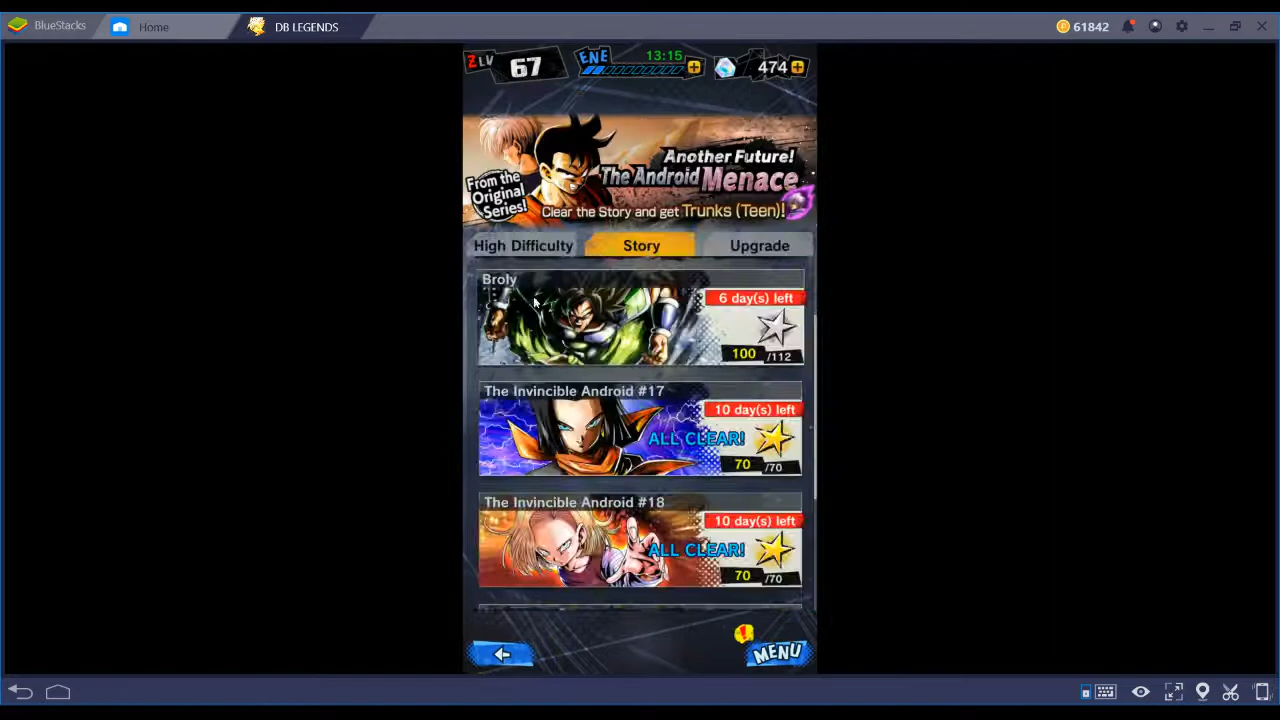 BlueStacks
Home
DB LEGENDS
61842
ZLV 67
ENE 13:15
474
Another Future!
The Android Menace
From the
Original
Series!
Clear the Story and get Trunks (Teen)!
High Difficulty
Story
Upgrade
Broly
6 day(s) left
100 /112
The Invincible Android #17
10 day(s) left
ALL CLEAR!
70 /70
The Invincible Android #18
10 day(s) left
ALL CLEAR!
70 /70
!
MENU